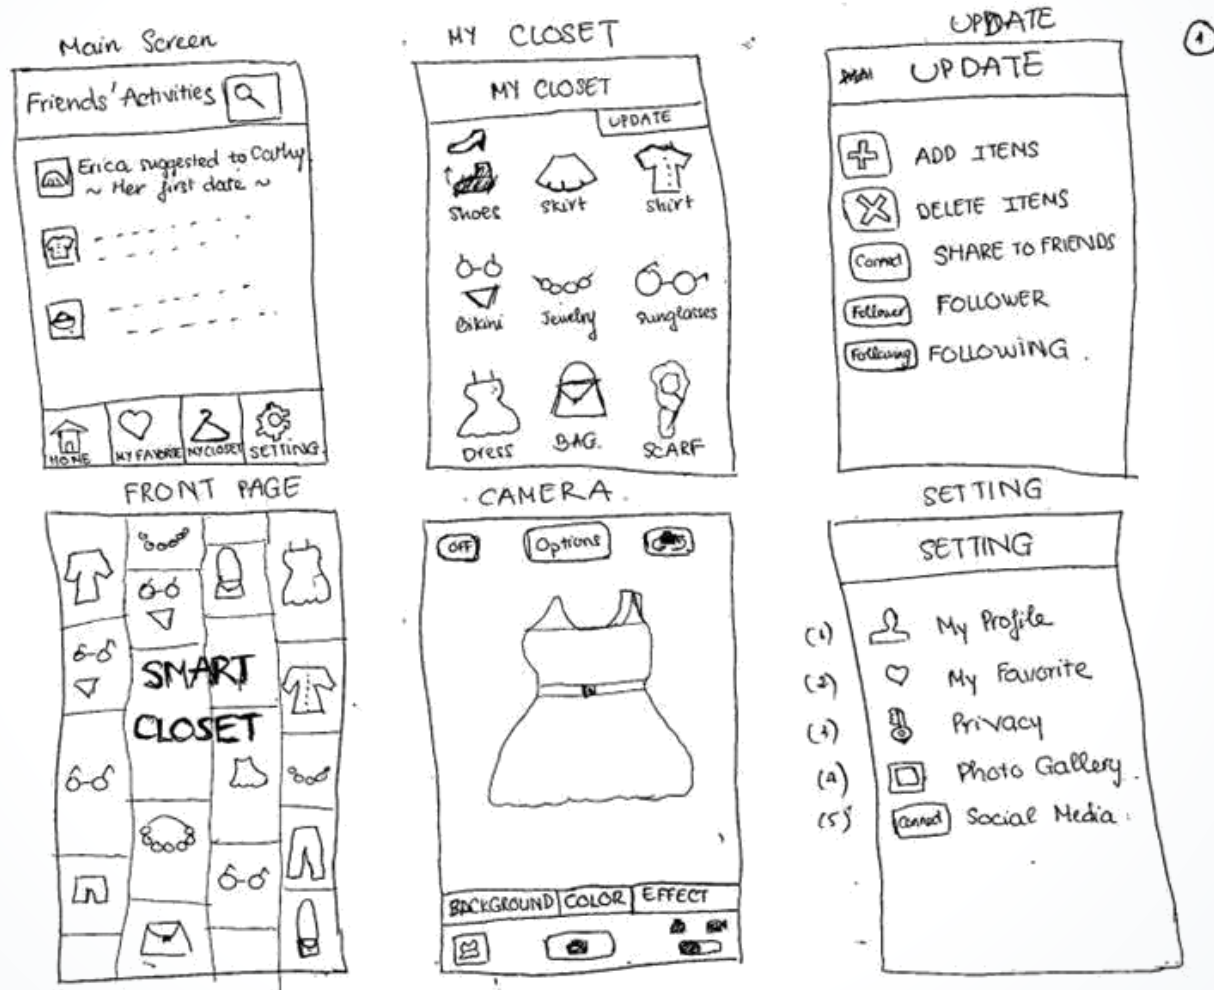 Main Screen
Friends' Activities
Erica suggested to Cathy
~ Her first date ~
HOME
MY FAVORITE
MY CLOSET
SETTING
MY CLOSET
MY CLOSET
UPDATE
Shoes
Skirt
Shirt
Bikini
Jewelry
Sunglasses
Dress
BAG.
SCARF
UPDATE
1
UPDATE
ADD ITENS
DELETE ITEMS
Connect
SHARE TO FRIENDS
Follower
FOLLOWER
Following
FOLLOWING.
FRONT PAGE
SMART
CLOSET
CAMERA.
OFF
Options
BACKGROUND
COLOR
EFFECT
SETTING
SETTING
(1) My Profile
(2) My Favorite
(3) Privacy
(4) Photo Gallery
(5) Connect Social Media